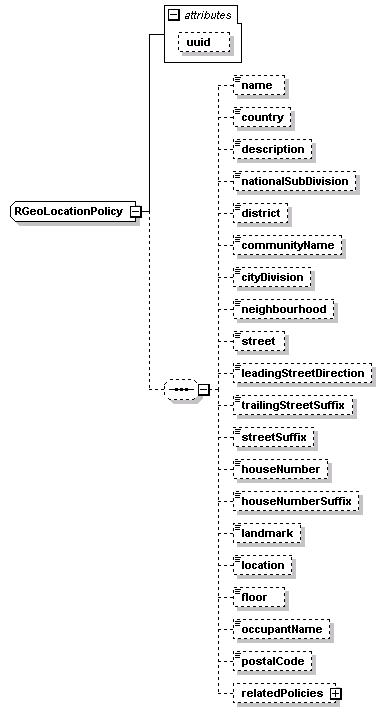 attributes
uuid
name
country
description
nationalSubDivision
RGeoLocationPolicy
district
communityName
cityDivision
neighbourhood
street
leadingStreetDirection
trailingStreetSuffix
streetSuffix
houseNumber
houseNumberSuffix
landmark
location
floor
occupantName
postalCode
relatedPolicies